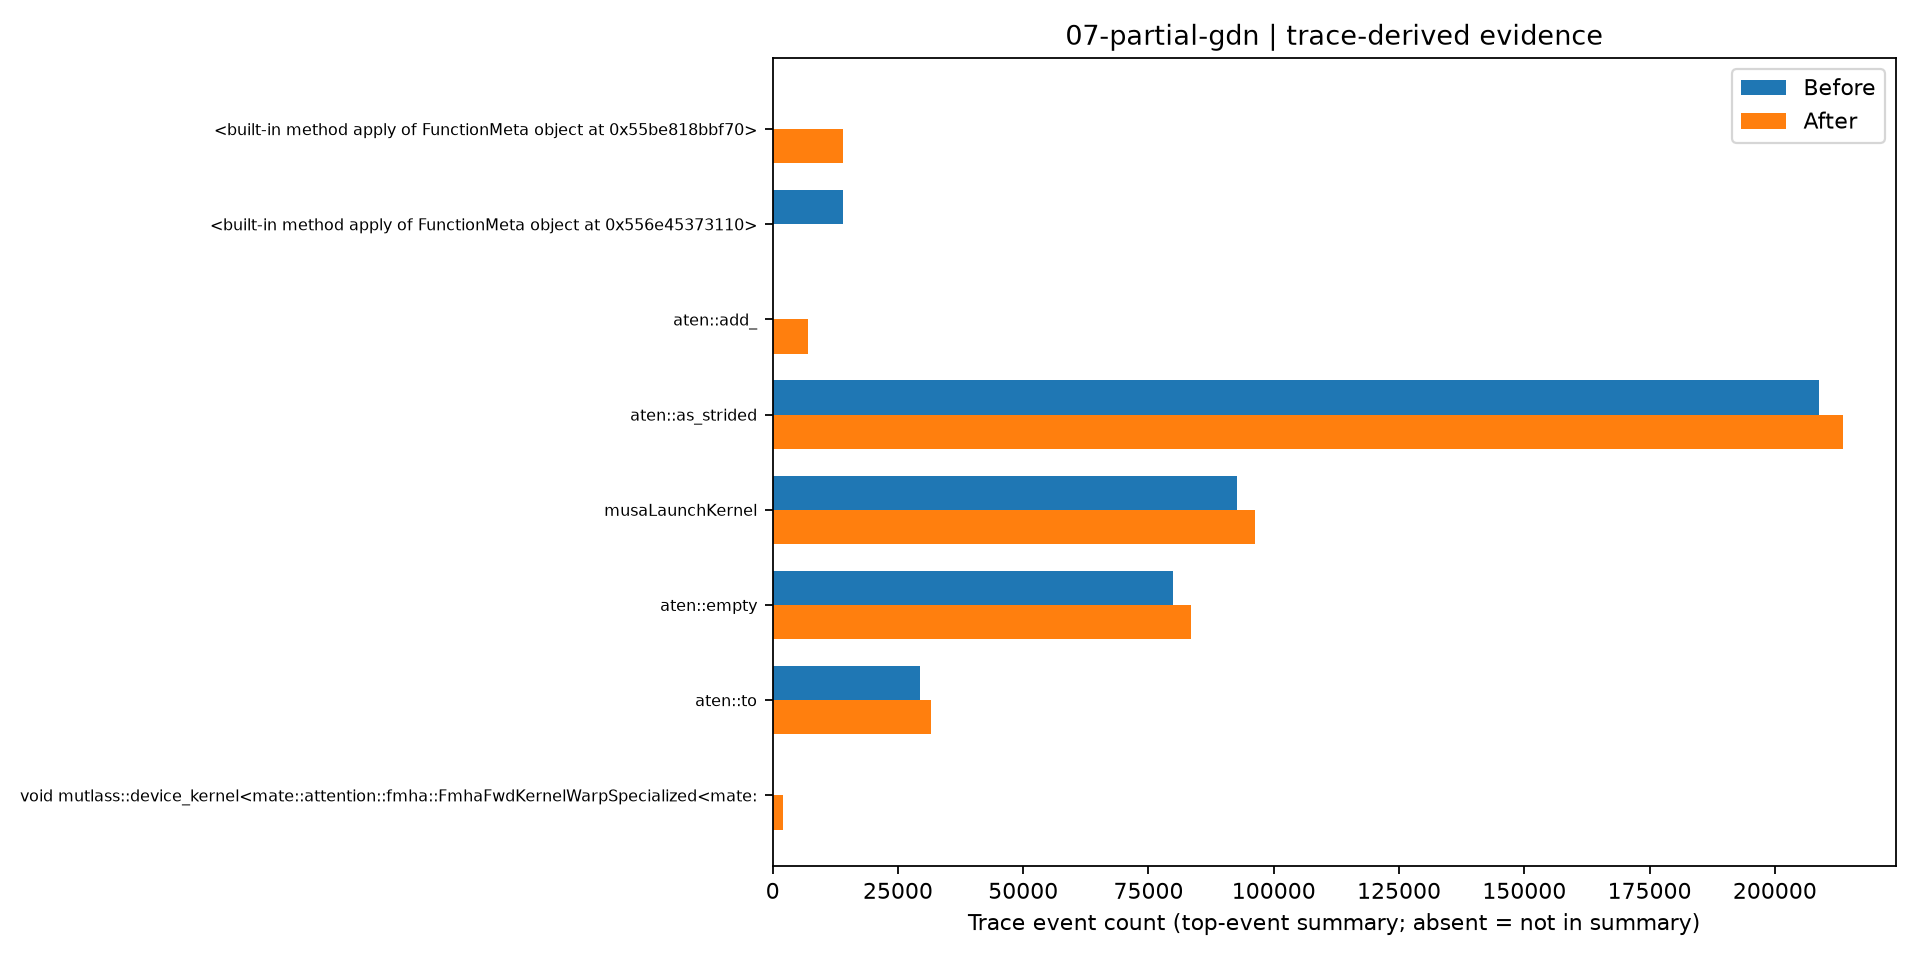 07-partial-gdn | trace-derived evidence
Before
After
<built-in method apply of FunctionMeta object at 0x55be818bbf70>
<built-in method apply of FunctionMeta object at 0x556e45373110>
aten::add_
aten::as_strided
musaLaunchKernel
aten::empty
aten::to
void mutlass::device_kernel<mate::attention::fmha::FmhaFwdKernelWarpSpecialized<mate:
0 25000 50000 75000 100000 125000 150000 175000 200000
Trace event count (top-event summary; absent = not in summary)